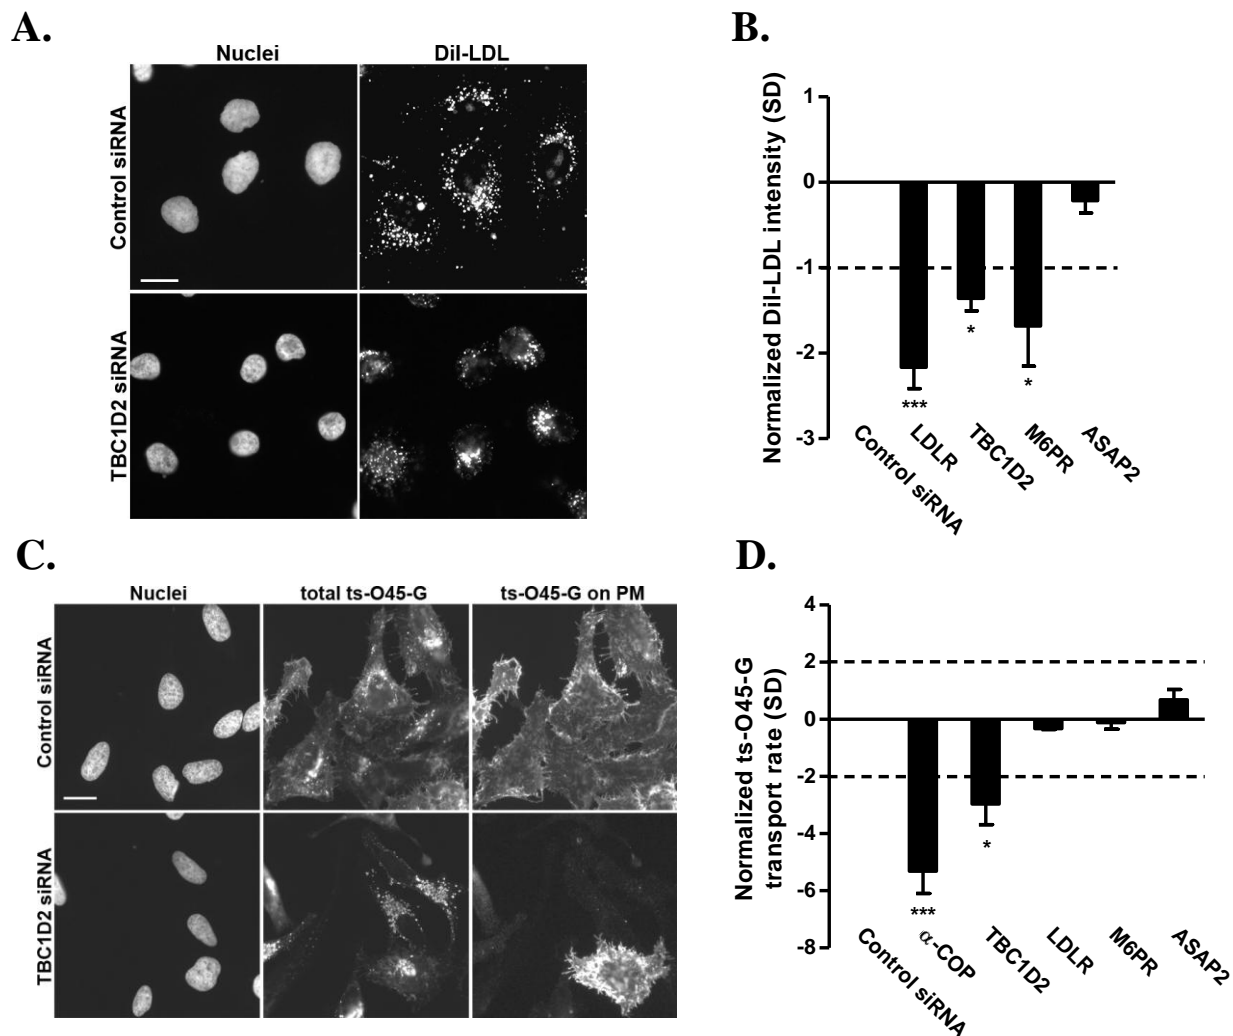 A.
Nuclei
Dil-LDL
Control siRNA
TBC1D2 siRNA
B.
Normalized Dil-LDL intensity (SD)
1
0
-1
-2
-3
***
*
*
Control siRNA
LDLR
TBC1D2
M6PR
ASAP2
C.
Nuclei
total ts-O45-G
ts-O45-G on PM
Control siRNA
TBC1D2 siRNA
D.
Normalized ts-O45-G
transport rate (SD)
4
2
0
-2
-4
-6
-8
***
*
Control siRNA
α-COP
TBC1D2
LDLR
M6PR
ASAP2